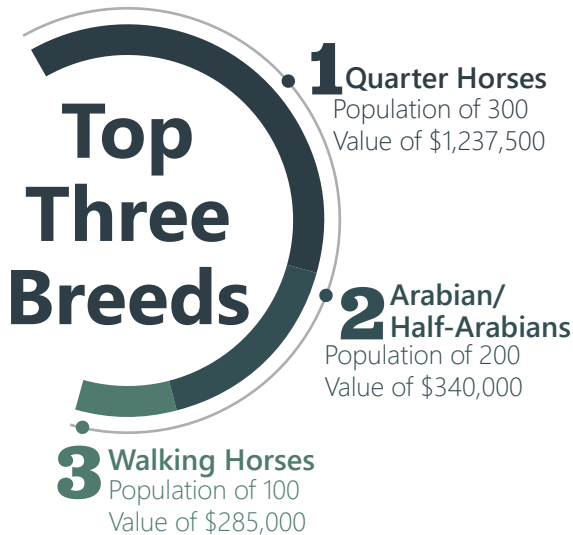 Top
Three
Breeds
1 Quarter Horses
Population of 300
Value of $1,237,500
2 Arabian/
Half-Arabians
Population of 200
Value of $340,000
3 Walking Horses
Population of 100
Value of $285,000